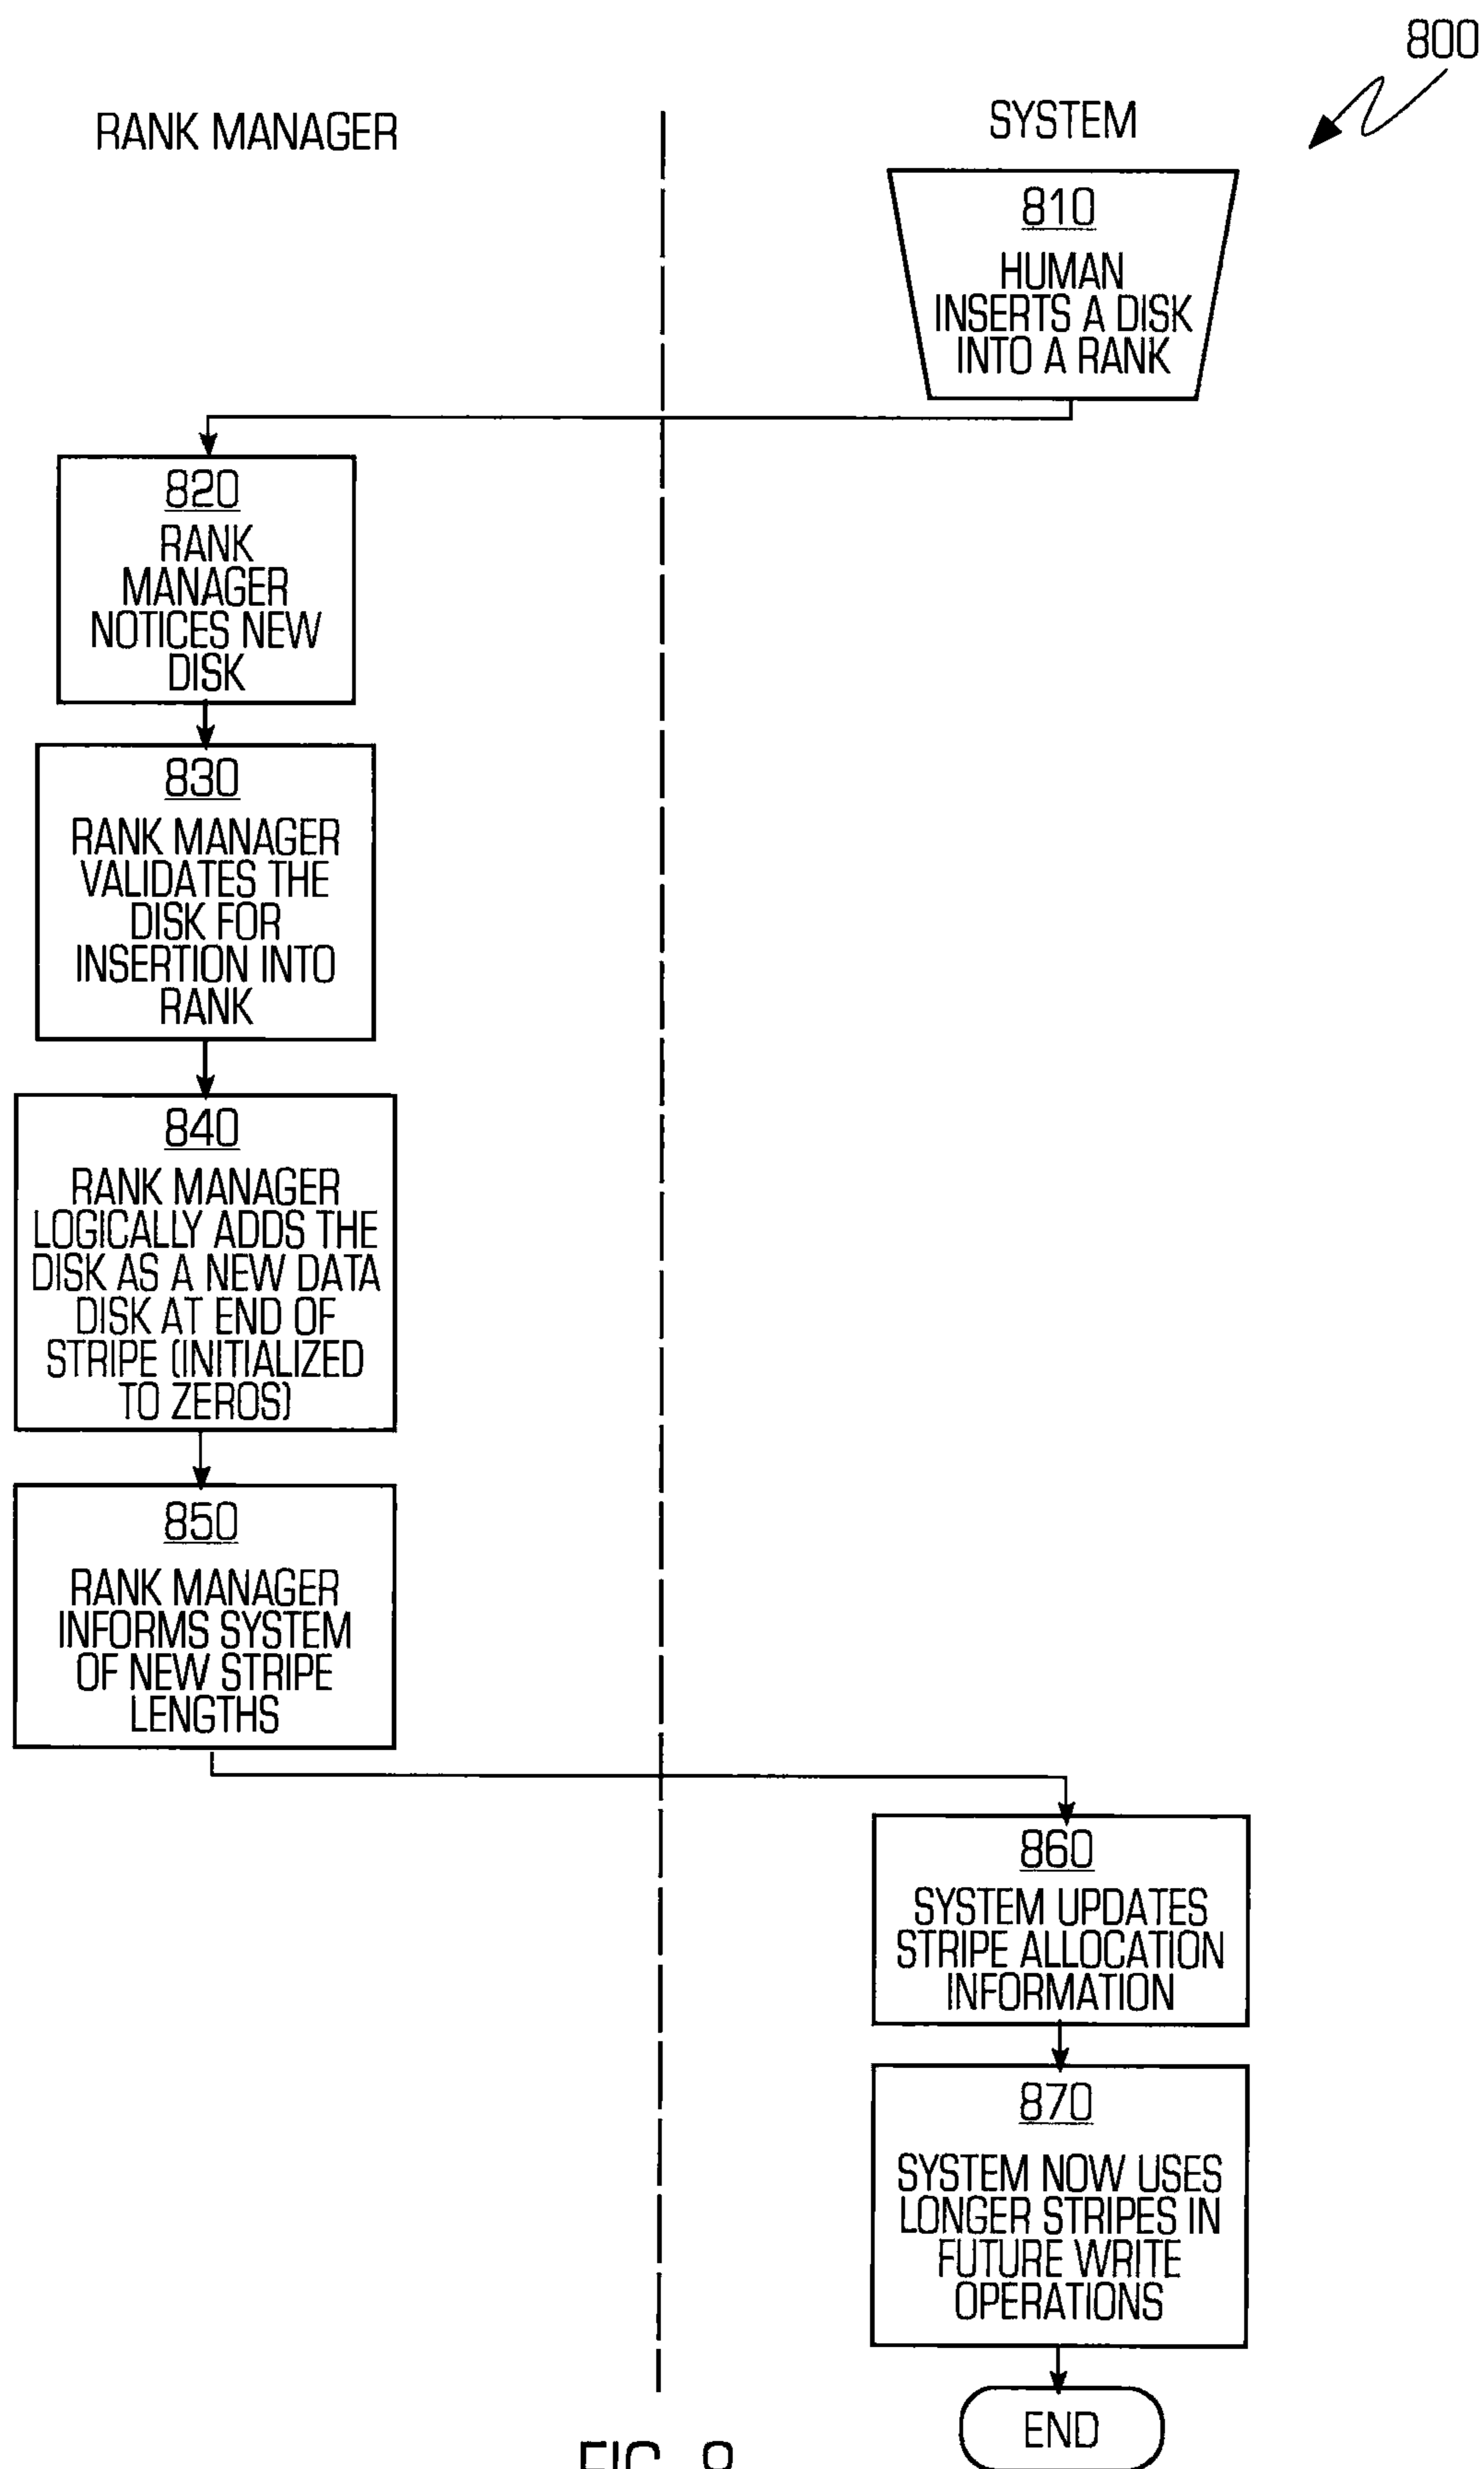 800
RANK MANAGER
SYSTEM
810
HUMAN
INSERTS A DISK
INTO A RANK
820
RANK
MANAGER
NOTICES NEW
DISK
830
RANK MANAGER
VALIDATES THE
DISK FOR
INSERTION INTO
RANK
840
RANK MANAGER
LOGICALLY ADDS THE
DISK AS A NEW DATA
DISK AT END OF
STRIPE (INITIALIZED
TO ZEROS)
850
RANK MANAGER
INFORMS SYSTEM
OF NEW STRIPE
LENGTHS
860
SYSTEM UPDATES
STRIPE ALLOCATION
INFORMATION
870
SYSTEM NOW USES
LONGER STRIPES IN
FUTURE WRITE
OPERATIONS
END
FIG.